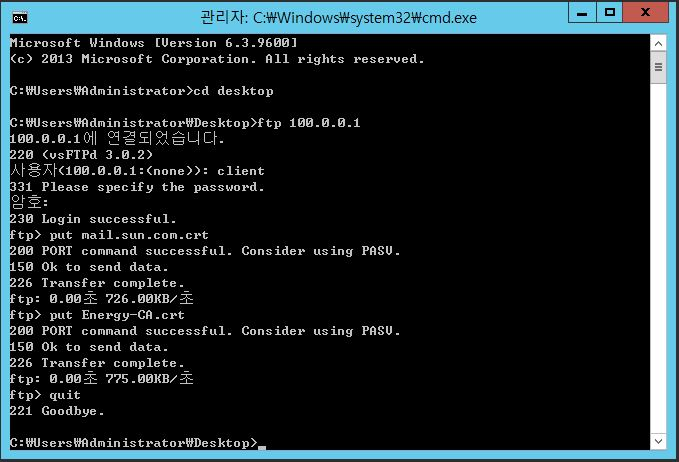 관리자: C:₩Windows₩system32₩cmd.exe
Microsoft Windows [Version 6.3.9600]
(c) 2013 Microsoft Corporation. All rights reserved.
C:₩Users₩Administrator>cd desktop
C:₩Users₩Administrator₩Desktop>ftp 100.0.0.1
100.0.0.1에 연결되었습니다.
220 (vsFTPd 3.0.2)
사용자(100.0.0.1:(none)): client
331 Please specify the password.
암호:
230 Login successful.
ftp> put mail.sun.com.crt
200 PORT command successful. Consider using PASV.
150 Ok to send data.
226 Transfer complete.
ftp: 0.00초 726.00KB/초
ftp> put Energy-CA.crt
200 PORT command successful. Consider using PASV.
150 Ok to send data.
226 Transfer complete.
ftp: 0.00초 775.00KB/초
ftp> quit
221 Goodbye.
C:₩Users₩Administrator₩Desktop>